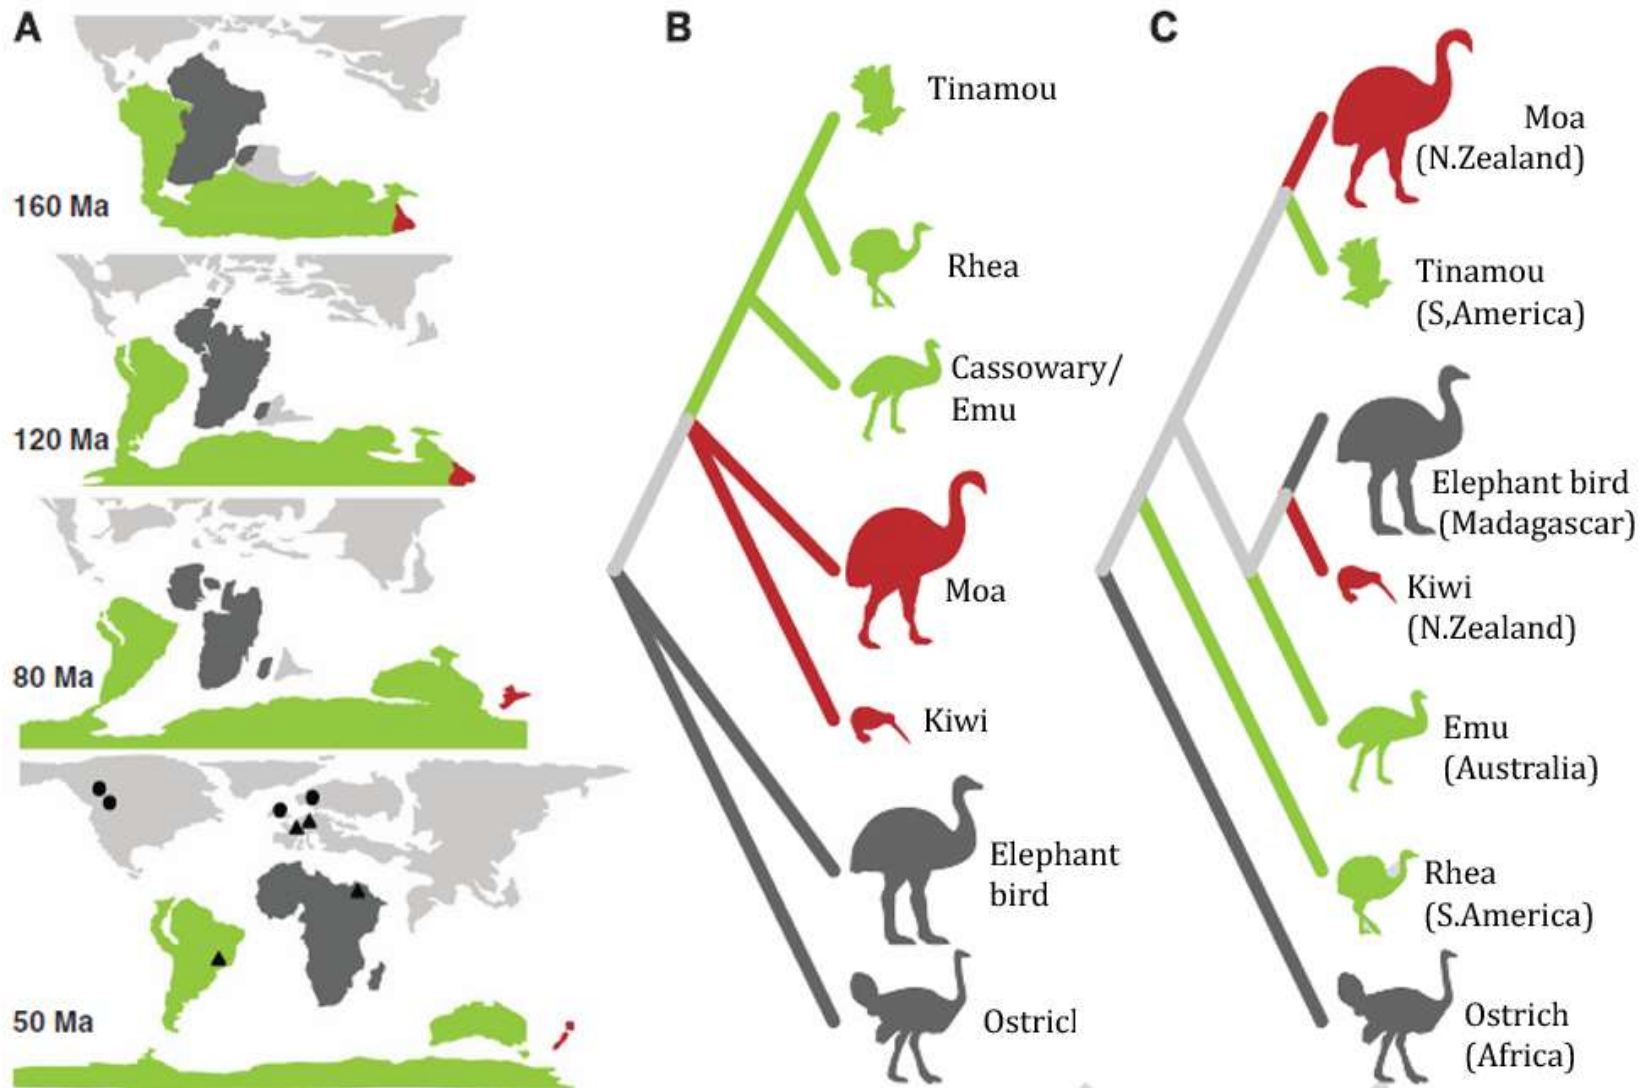 A
160 Ma
120 Ma
80 Ma
50 Ma
B
Tinamou
Rhea
Cassowary/
Emu
Moa
Kiwi
Elephant
bird
Ostricl
C
Moa
(N.Zealand)
Tinamou
(S,America)
Elephant bird
(Madagascar)
Kiwi
(N.Zealand)
Emu
(Australia)
Rhea
(S.America)
Ostrich
(Africa)